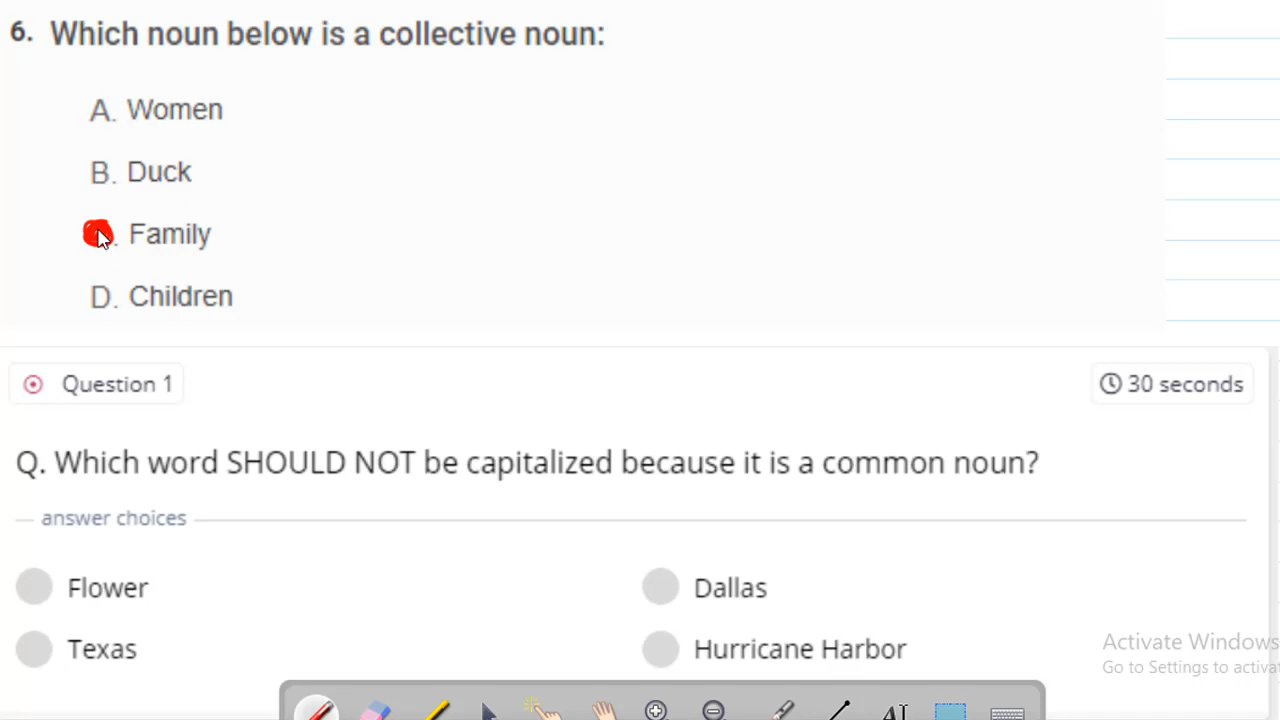 6. Which noun below is a collective noun:
A. Women
B. Duck
. Family
D. Children
Question 1
30 seconds
Q. Which word SHOULD NOT be capitalized because it is a common noun?
answer choices
Flower
Dallas
Texas
Hurricane Harbor
Activate Windows
Go to Settings to activa
AI